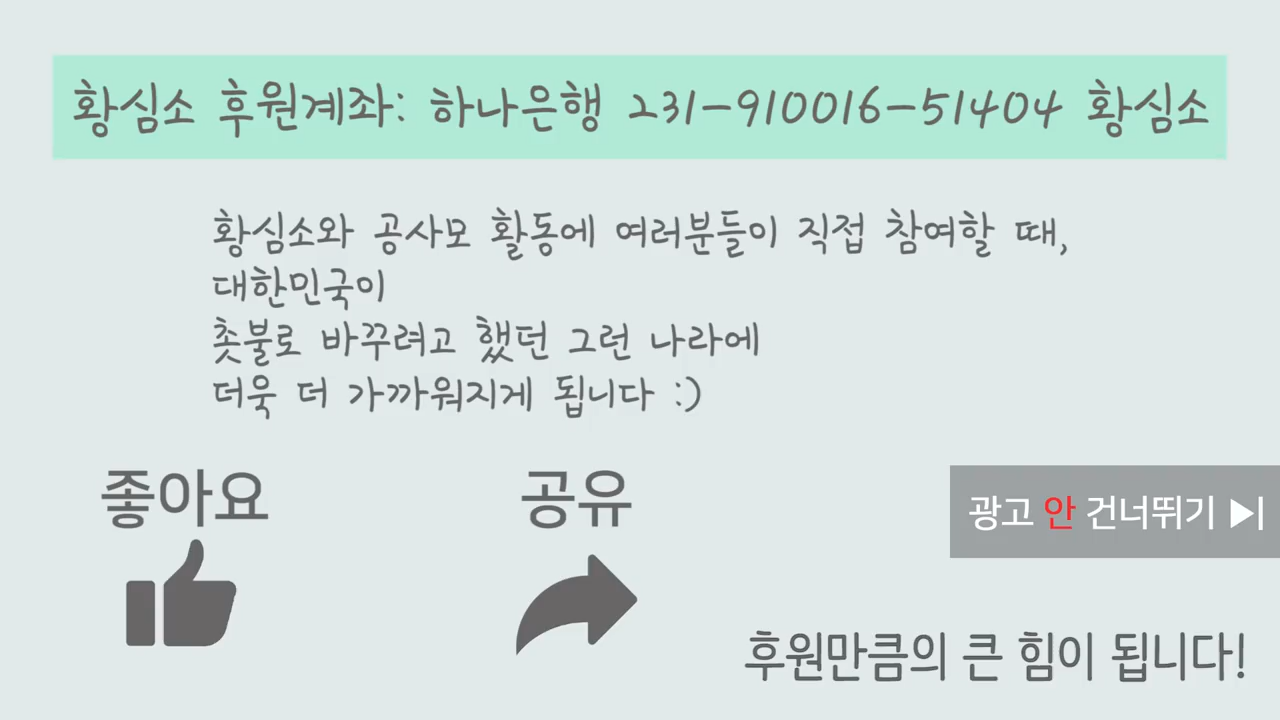 황심소 후원계좌: 하나은행 231-910016-51404 황심소
황심소와 공사모 활동에 여러분들이 직접 참여할 때,
대한민국이
촛불로 바꾸려고 했던 그런 나라에
더욱 더 가까워지게 됩니다 :)
좋아요
공유
광고 안 건너뛰기
후원만큼의 큰 힘이 됩니다!